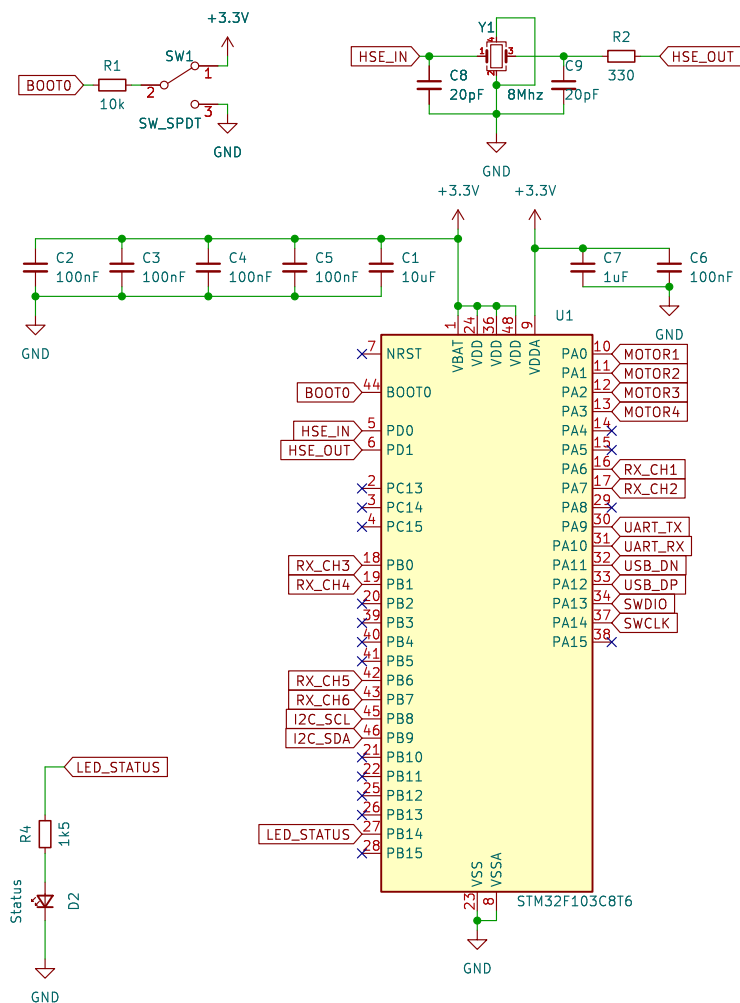 +3.3V
R1
SW1
BOOT0
10k
1
2
3
SW_SPDT
GND
Y1
R2
HSE_IN
4
1
3
2
HSE_OUT
C8
20pF
8Mhz
C9
20pF
330
GND
+3.3V
+3.3V
C2
100nF
C3
100nF
C4
100nF
C5
100nF
C1
10uF
C7
1uF
C6
100nF
GND
GND
U1
1
24
36
48
9
VBAT
VDD
VDD
VDD
VDDA
7 NRST
PA0 10 MOTOR1
PA1 11 MOTOR2
BOOT0 44 BOOT0
PA2 12 MOTOR3
PA3 13 MOTOR4
HSE_IN 5 PD0
PA4 14
HSE_OUT 6 PD1
PA5 15
PA6 16 RX_CH1
2 PC13
PA7 17 RX_CH2
3 PC14
PA8 29
4 PC15
PA9 30 UART_TX
PA10 31 UART_RX
RX_CH3 18 PB0
PA11 32 USB_DN
RX_CH4 19 PB1
PA12 33 USB_DP
20 PB2
PA13 34 SWDIO
39 PB3
PA14 37 SWCLK
40 PB4
PA15 38
41 PB5
RX_CH5 42 PB6
RX_CH6 43 PB7
I2C_SCL 45 PB8
I2C_SDA 46 PB9
21 PB10
22 PB11
25 PB12
26 PB13
LED_STATUS 27 PB14
28 PB15
VSS
VSSA
23
8
STM32F103C8T6
GND
LED_STATUS
R4
1k5
Status
D2
GND